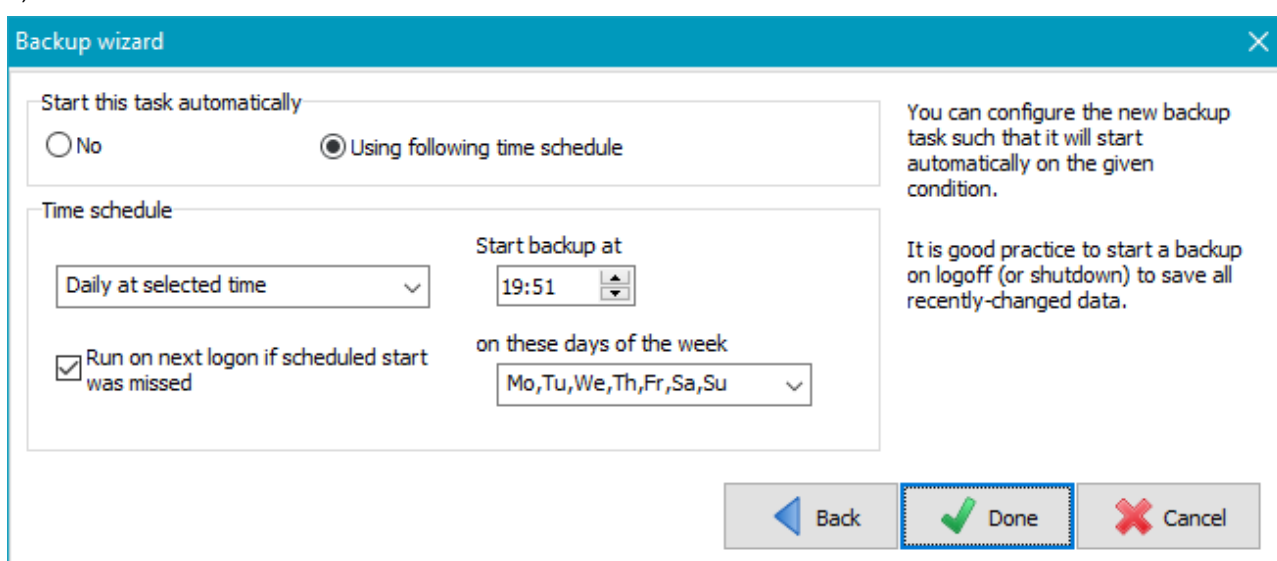 Backup wizard
Start this task automatically
No
Using following time schedule
Time schedule
Daily at selected time
Run on next logon if scheduled start
was missed
Start backup at
19:51
on these days of the week
Mo,Tu,We,Th,Fr,Sa,Su
You can configure the new backup
task such that it will start
automatically on the given
condition.
It is good practice to start a backup
on logoff (or shutdown) to save all
recently-changed data.
Back
Done
Cancel